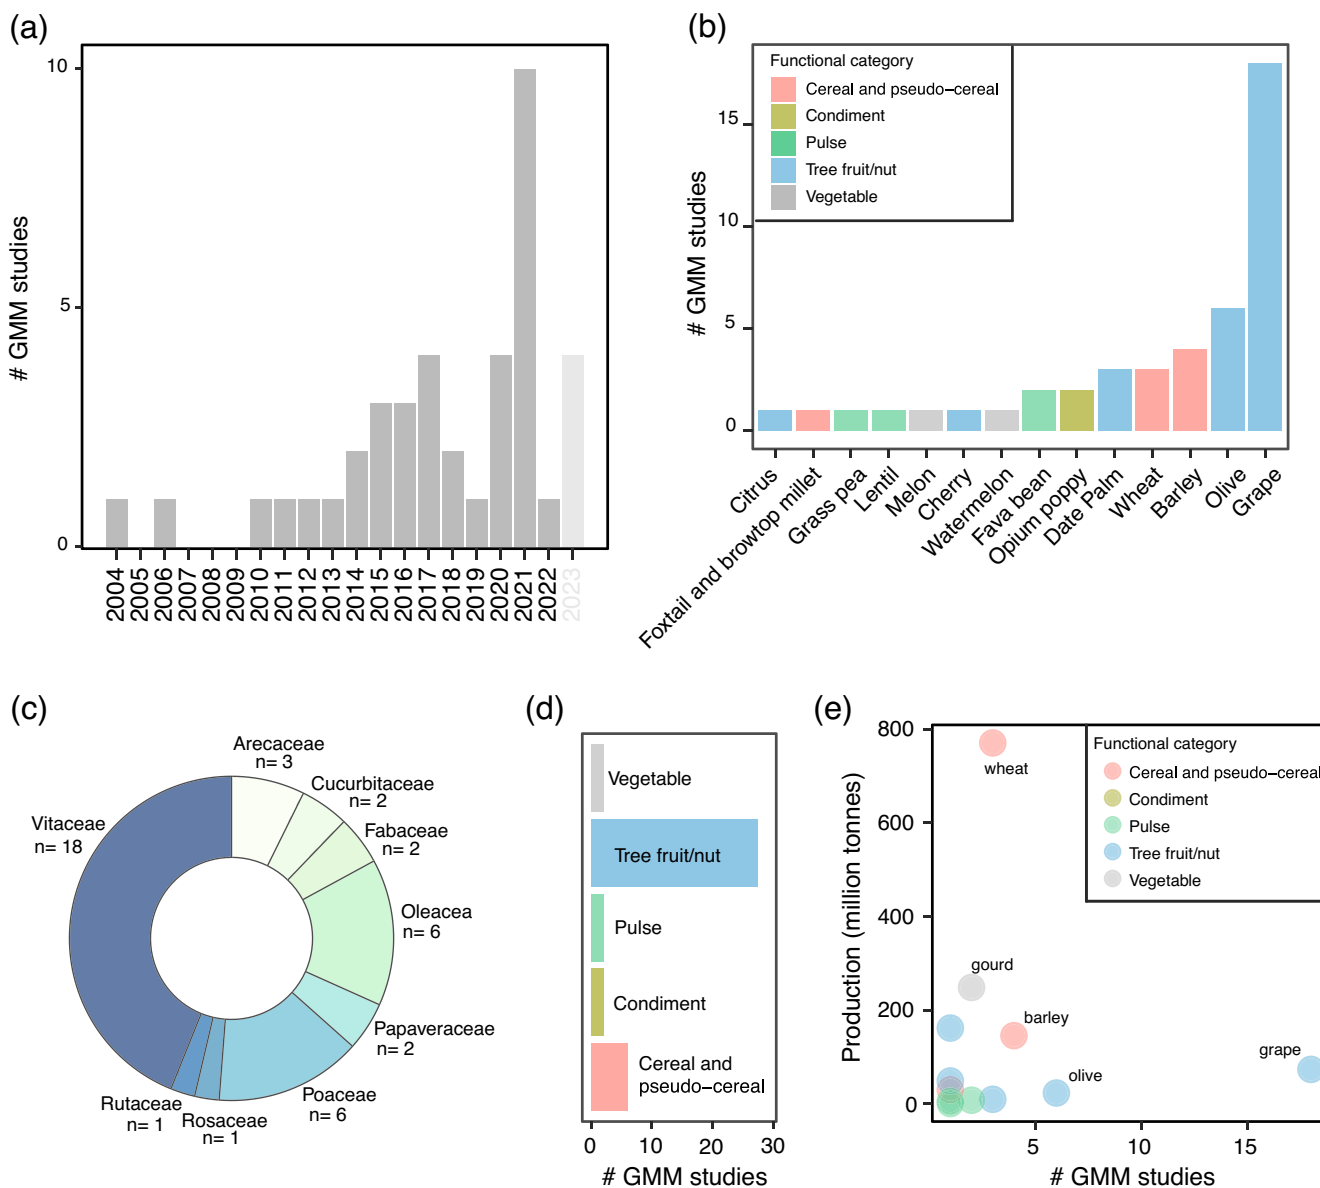 (a)
10
5
0
# GMM studies
2004
2005
2006
2007
2008
2009
2010
2011
2012
2013
2014
2015
2016
2017
2018
2019
2020
2021
2022
2023
(b)
Functional category
Cereal and pseudo−cereal
Condiment
Pulse
Tree fruit/nut
Vegetable
15
10
5
0
# GMM studies
Citrus
Foxtail and browtop millet
Grass pea
Lentil
Melon
Cherry
Watermelon
Fava bean
Opium poppy
Date Palm
Wheat
Barley
Olive
Grape
(c)
Arecaceae
n= 3
Cucurbitaceae
n= 2
Fabaceae
n= 2
Oleacea
n= 6
Papaveraceae
n= 2
Poaceae
n= 6
Rosaceae
n= 1
Rutaceae
n= 1
Vitaceae
n= 18
(d)
Vegetable
Tree fruit/nut
Pulse
Condiment
Cereal and
pseudo−cereal
0 10 20 30
# GMM studies
(e)
Functional category
Cereal and pseudo−cereal
Condiment
Pulse
Tree fruit/nut
Vegetable
800
600
400
200
0
Production (million tonnes)
wheat
gourd
barley
grape
olive
5 10 15
# GMM studies